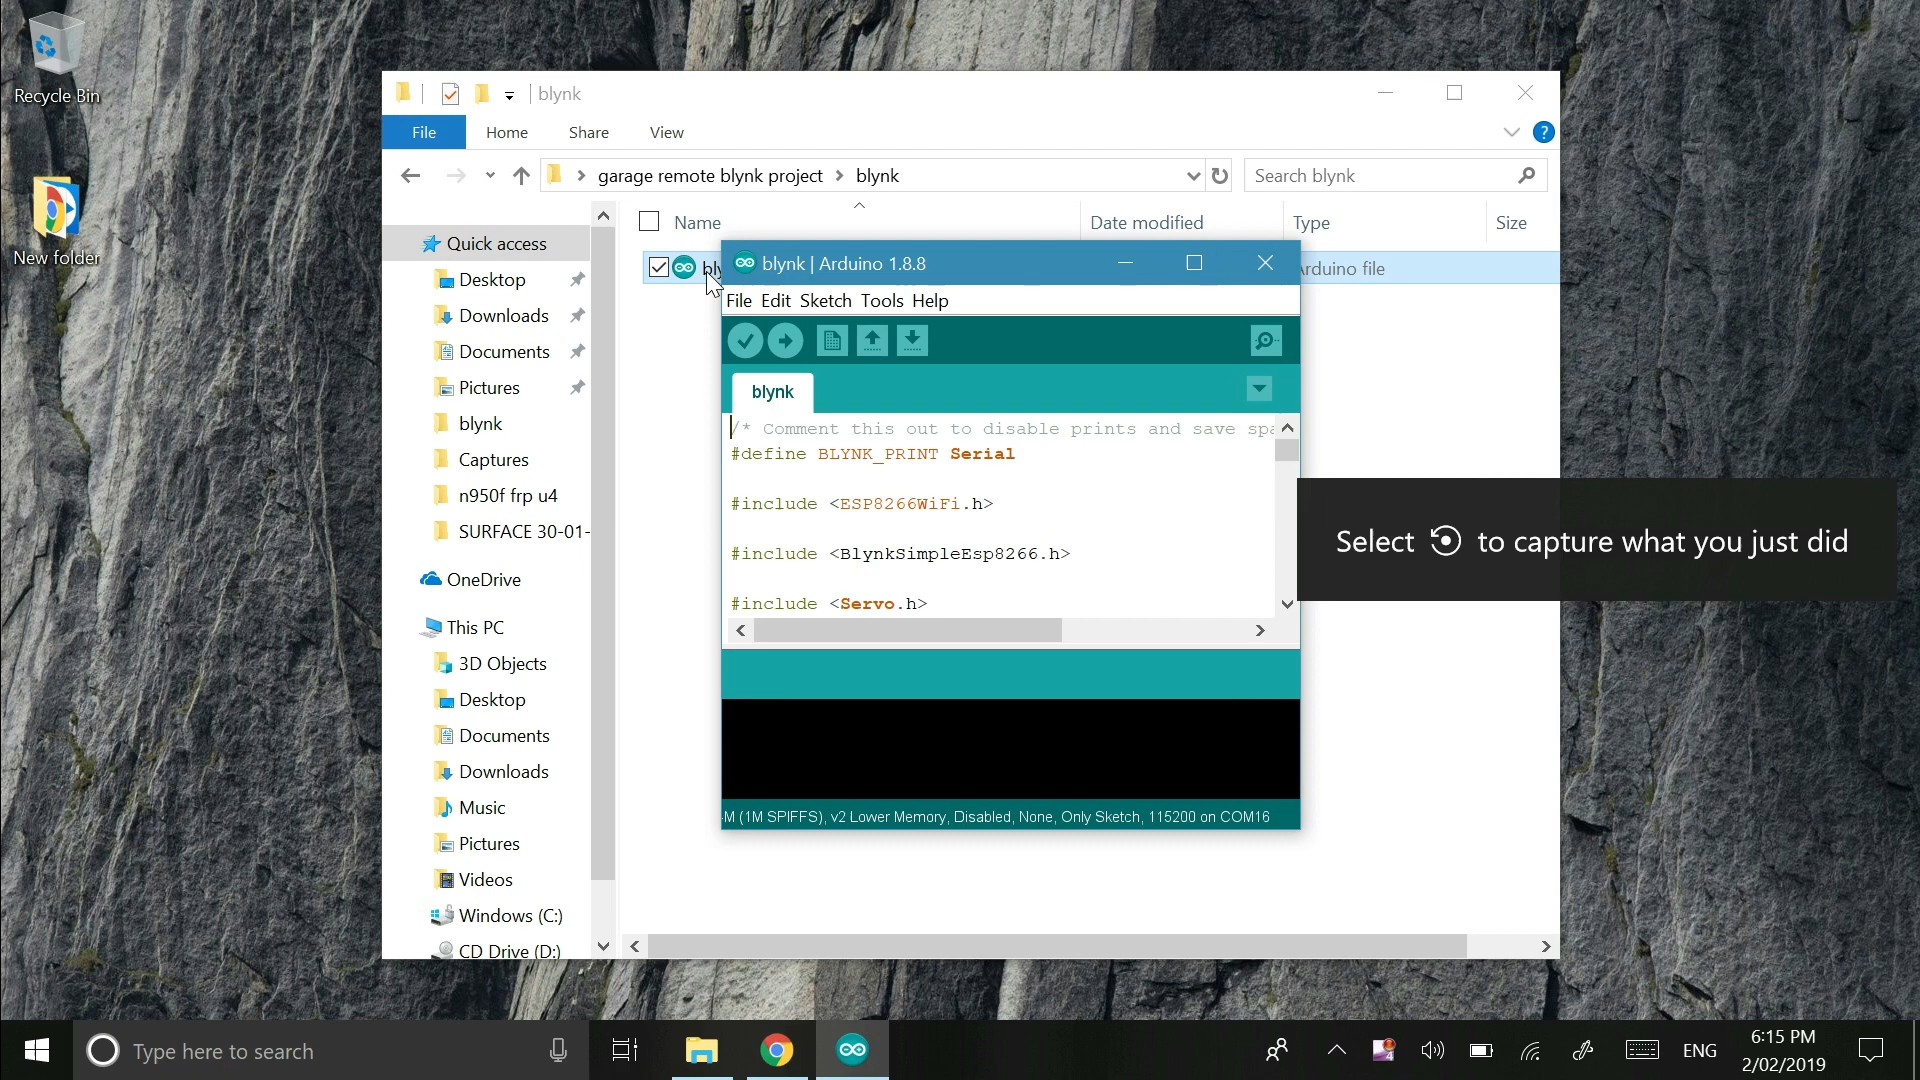 Recycle Bin
New folder
blynk
File Home Share View
garage remote blynk project > blynk
Search blynk
Name Date modified Type Size
Quick access
Desktop
Downloads
Documents
Pictures
blynk
Captures
n950f frp u4
SURFACE 30-01-
OneDrive
This PC
3D Objects
Desktop
Documents
Downloads
Music
Pictures
Videos
Windows (C:)
CD Drive (D:)
Arduino file
blynk | Arduino 1.8.8
File Edit Sketch Tools Help
blynk
/* Comment this out to disable prints and save spa
#define BLYNK_PRINT Serial
#include <ESP8266WiFi.h>
#include <BlynkSimpleEsp8266.h>
#include <Servo.h>
M (1M SPIFFS), v2 Lower Memory, Disabled, None, Only Sketch, 115200 on COM16
Select to capture what you just did
Type here to search
ENG
6:15 PM
2/02/2019